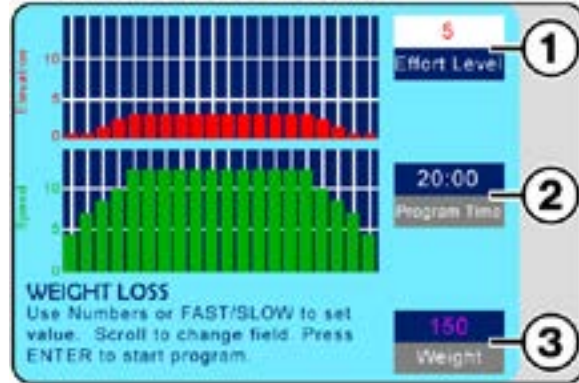 Elevation
10
5
0
Speed
10
5
0
5
Effort Level
1
20:00
Program Time
2
WEIGHT LOSS
Use Numbers or FAST/SLOW to set
value. Scroll to change field. Press
ENTER to start program.
150
Weight
3